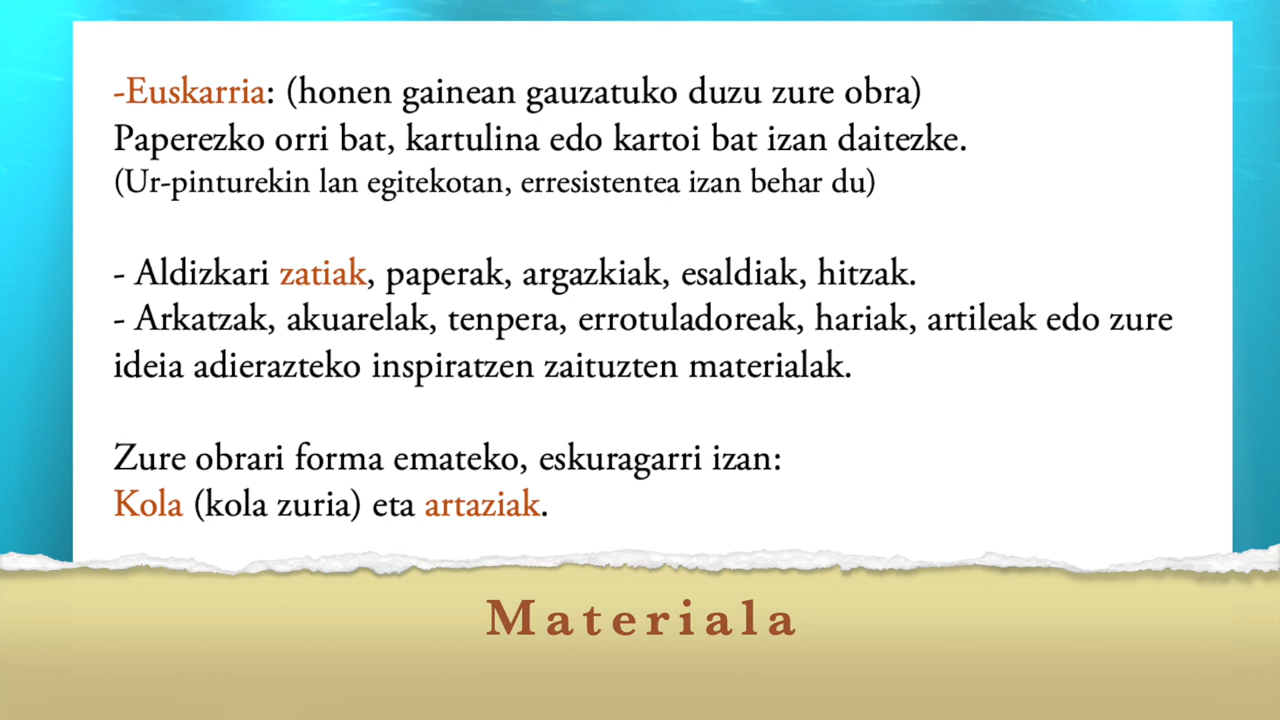 -Euskarria: (honen gainean gauzatuko duzu zure obra)
Paperezko orri bat, kartulina edo kartoi bat izan daitezke.
(Ur-pinturekin lan egitekotan, erresistentea izan behar du)
- Aldizkari zatiak, paperak, argazkiak, esaldiak, hitzak.
- Arkatzak, akuarelak, tenpera, errotuladoreak, hariak, artileak edo zure
ideia adierazteko inspiratzen zaituzten materialak.
Zure obrari forma emateko, eskuragarri izan:
Kola (kola zuria) eta artaziak.
Materiala